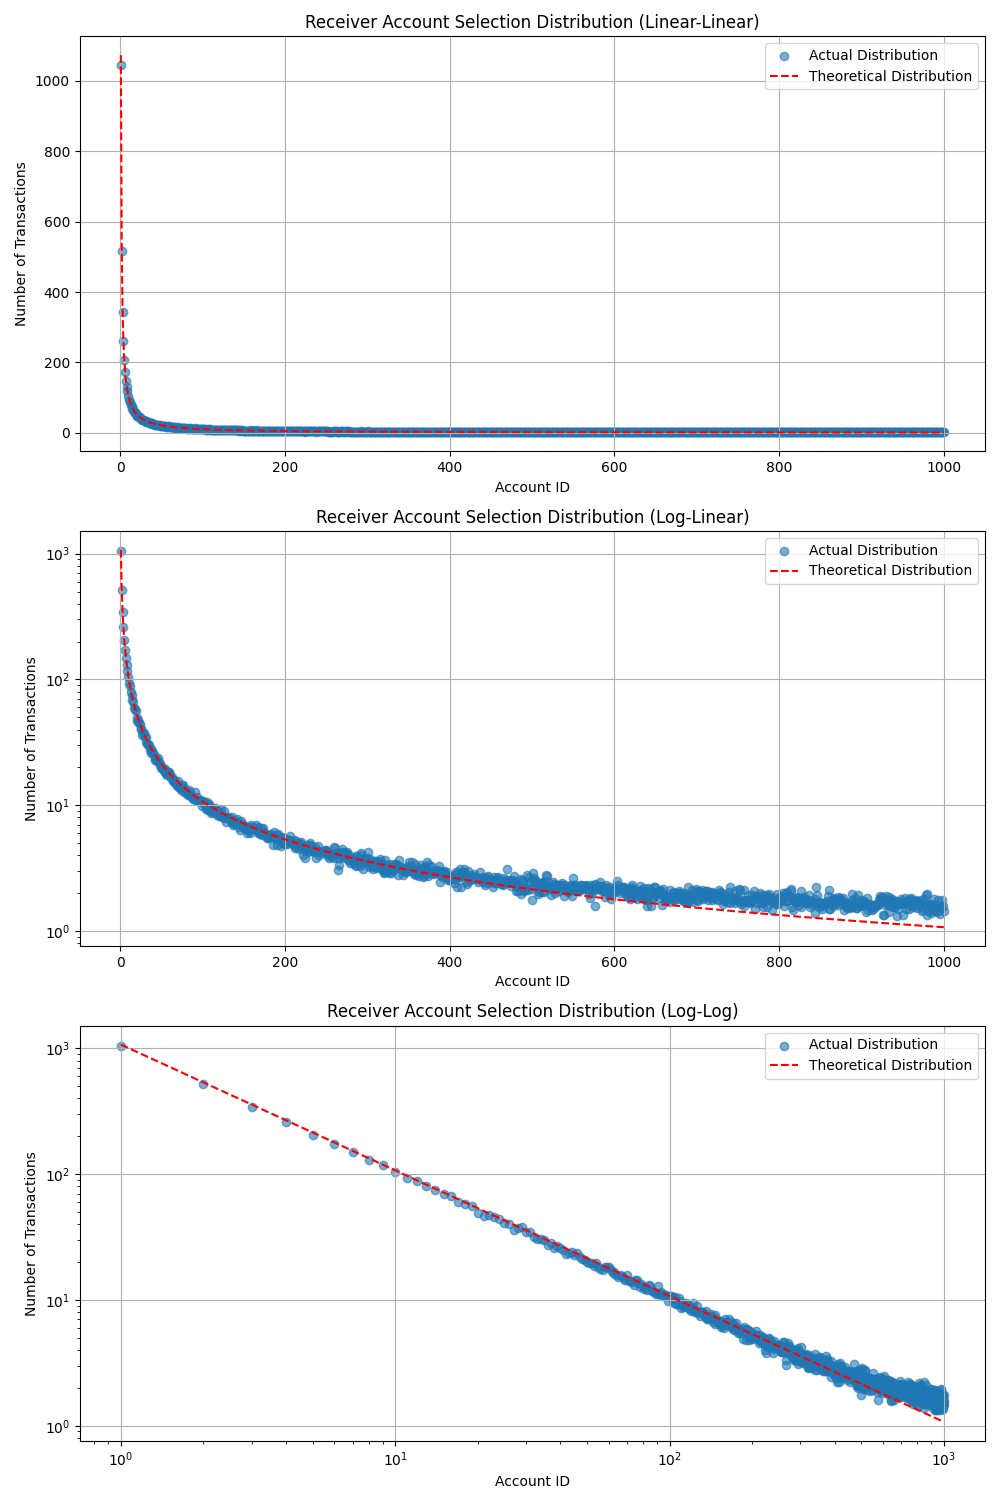 Receiver Account Selection Distribution (Linear-Linear)
Actual Distribution
Theoretical Distribution
1000
800
600
400
200
0
Number of Transactions
0 200 400 600 800 1000
Account ID
Receiver Account Selection Distribution (Log-Linear)
Actual Distribution
Theoretical Distribution
10³
10²
10¹
10⁰
Number of Transactions
0 200 400 600 800 1000
Account ID
Receiver Account Selection Distribution (Log-Log)
Actual Distribution
Theoretical Distribution
10³
10²
10¹
10⁰
Number of Transactions
10⁰ 10¹ 10² 10³
Account ID